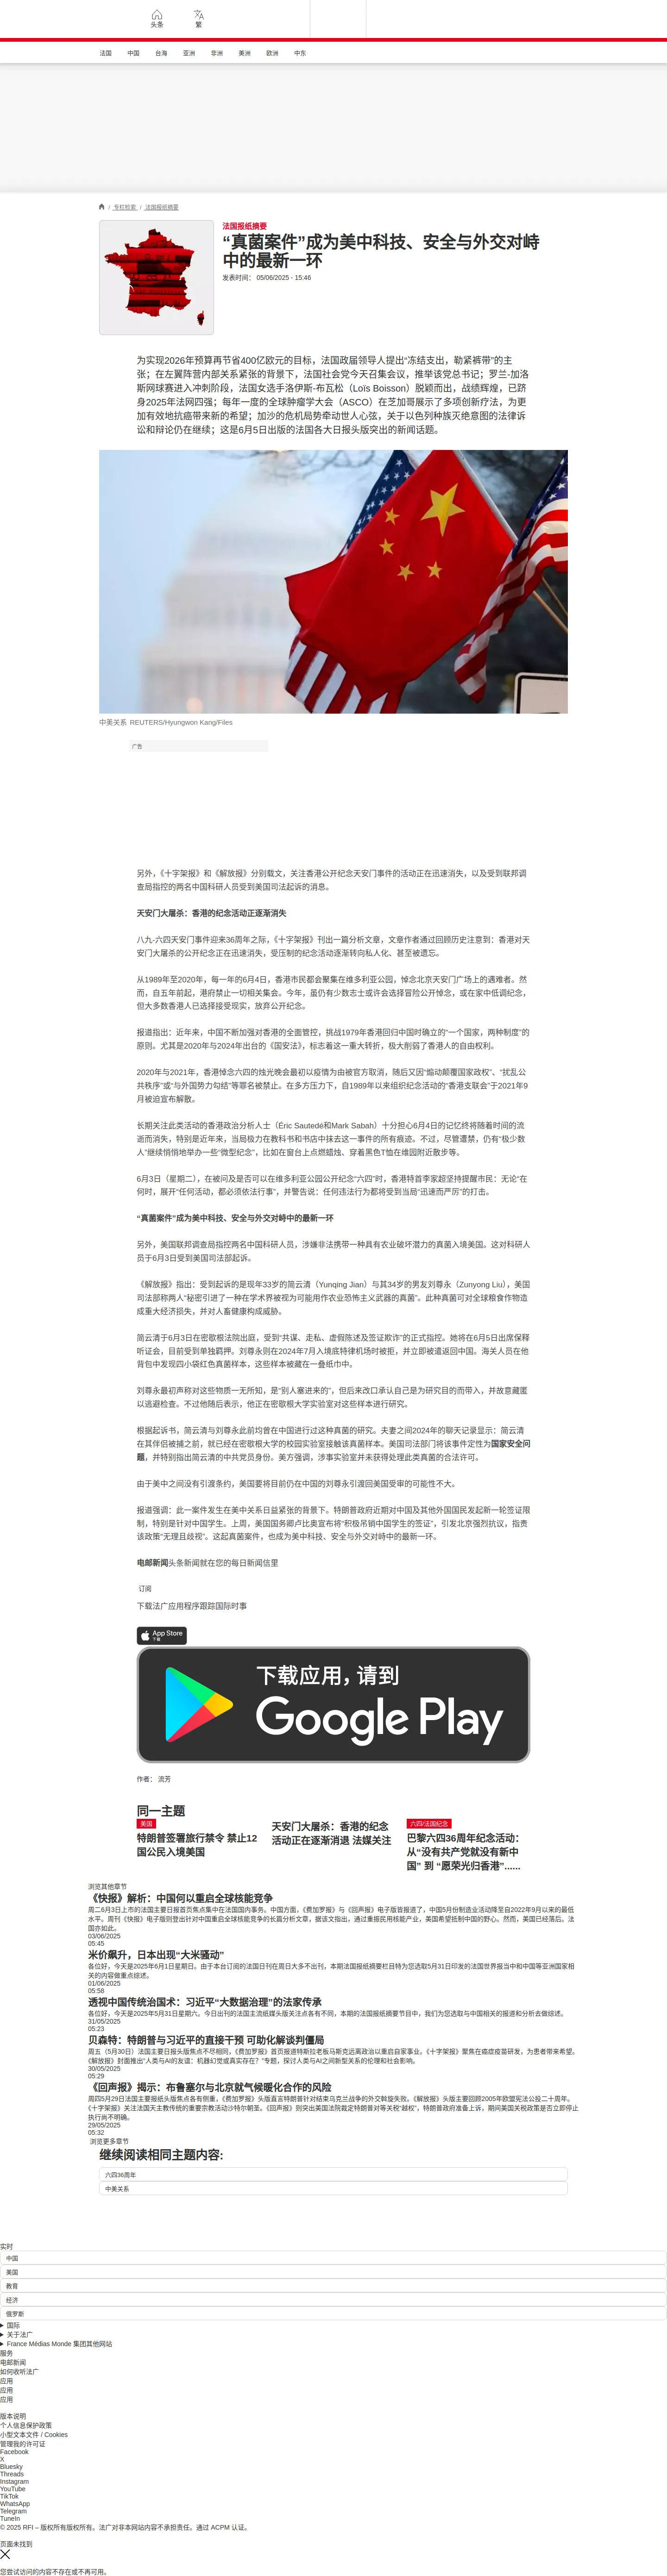 头条
繁
法国
中国
台海
亚洲
非洲
美洲
欧洲
中东
/ 专栏检索 / 法国报纸摘要
法国报纸摘要
“真菌案件”成为美中科技、安全与外交对峙
中的最新一环
发表时间： 05/06/2025 - 15:46
为实现2026年预算再节省400亿欧元的目标，法国政届领导人提出“冻结支出，勒紧裤带”的主
张；在左翼阵营内部关系紧张的背景下，法国社会党今天召集会议，推举该党总书记；罗兰-加洛
斯网球赛进入冲刺阶段，法国女选手洛伊斯-布瓦松（Loïs Boisson）脱颖而出，战绩辉煌，已跻
身2025年法网四强；每年一度的全球肿瘤学大会（ASCO）在芝加哥展示了多项创新疗法，为更
加有效地抗癌带来新的希望；加沙的危机局势牵动世人心弦，关于以色列种族灭绝意图的法律诉
讼和辩论仍在继续；这是6月5日出版的法国各大日报头版突出的新闻话题。
中美关系 REUTERS/Hyungwon Kang/Files
广告
另外，《十字架报》和《解放报》分别载文，关注香港公开纪念天安门事件的活动正在迅速消失，以及受到联邦调
查局指控的两名中国科研人员受到美国司法起诉的消息。
天安门大屠杀：香港的纪念活动正逐渐消失
八九-六四天安门事件迎来36周年之际，《十字架报》刊出一篇分析文章，文章作者通过回顾历史注意到：香港对天
安门大屠杀的公开纪念正在迅速消失，受压制的纪念活动逐渐转向私人化、甚至被遗忘。
从1989年至2020年，每一年的6月4日，香港市民都会聚集在维多利亚公园，悼念北京天安门广场上的遇难者。然
而，自五年前起，港府禁止一切相关集会。今年，虽仍有少数志士或许会选择冒险公开悼念，或在家中低调纪念，
但大多数香港人已选择接受现实，放弃公开纪念。
报道指出：近年来，中国不断加强对香港的全面管控，挑战1979年香港回归中国时确立的“一个国家，两种制度”的
原则。尤其是2020年与2024年出台的《国安法》，标志着这一重大转折，极大削弱了香港人的自由权利。
2020年与2021年，香港悼念六四的烛光晚会最初以疫情为由被官方取消，随后又因“煽动颠覆国家政权”、“扰乱公
共秩序”或“与外国势力勾结”等罪名被禁止。在多方压力下，自1989年以来组织纪念活动的“香港支联会”于2021年9
月被迫宣布解散。
长期关注此类活动的香港政治分析人士（Éric Sautedé和Mark Sabah）十分担心6月4日的记忆终将随着时间的流
逝而消失，特别是近年来，当局极力在教科书和书店中抹去这一事件的所有痕迹。不过，尽管遭禁，仍有“极少数
人”继续悄悄地举办一些“微型纪念”，比如在窗台上点燃蜡烛、穿着黑色T恤在维园附近散步等。
6月3日（星期二），在被问及是否可以在维多利亚公园公开纪念“六四”时，香港特首李家超坚持提醒市民：无论“在
何时，展开“任何活动，都必须依法行事”，并警告说：任何违法行为都将受到当局“迅速而严厉”的打击。
“真菌案件”成为美中科技、安全与外交对峙中的最新一环
另外，美国联邦调查局指控两名中国科研人员，涉嫌非法携带一种具有农业破坏潜力的真菌入境美国。这对科研人
员于6月3日受到美国司法部起诉。
《解放报》指出：受到起诉的是现年33岁的简云清（Yunqing Jian）与其34岁的男友刘尊永（Zunyong Liu），美国
司法部称两人“秘密引进了一种在学术界被视为可能用作农业恐怖主义武器的真菌”。此种真菌可对全球粮食作物造
成重大经济损失，并对人畜健康构成威胁。
简云清于6月3日在密歇根法院出庭，受到“共谋、走私、虚假陈述及签证欺诈”的正式指控。她将在6月5日出席保释
听证会，目前受到单独羁押。刘尊永则在2024年7月入境底特律机场时被拒，并立即被遣返回中国。海关人员在他
背包中发现四小袋红色真菌样本，这些样本被藏在一叠纸巾中。
刘尊永最初声称对这些物质一无所知，是“别人塞进来的”，但后来改口承认自己是为研究目的而带入，并故意藏匿
以逃避检查。不过他随后表示，他正在密歇根大学实验室对这些样本进行研究。
根据起诉书，简云清与刘尊永此前均曾在中国进行过这种真菌的研究。夫妻之间2024年的聊天记录显示：简云清
在其伴侣被捕之前，就已经在密歇根大学的校园实验室接触该真菌样本。美国司法部门将该事件定性为国家安全问
题，并特别指出简云清的中共党员身份。美方强调，涉事实验室并未获得处理此类真菌的合法许可。
由于美中之间没有引渡条约，美国要将目前仍在中国的刘尊永引渡回美国受审的可能性不大。
报道强调：此一案件发生在美中关系日益紧张的背景下。特朗普政府近期对中国及其他外国国民发起新一轮签证限
制，特别是针对中国学生。上周，美国国务卿卢比奥宣布将“积极吊销中国学生的签证”，引发北京强烈抗议，指责
该政策“无理且歧视”。这起真菌案件，也成为美中科技、安全与外交对峙中的最新一环。
电邮新闻头条新闻就在您的每日新闻信里
订阅
下载法广应用程序跟踪国际时事
App Store
下载
下载应用，请到
Google Play
作者： 流芳
同一主题
美国
特朗普签署旅行禁令 禁止12
国公民入境美国
天安门大屠杀：香港的纪念
活动正在逐渐消退 法媒关注
六四/法国纪念
巴黎六四36周年纪念活动：
从“没有共产党就没有新中
国” 到 “愿荣光归香港”......
浏览其他章节
《快报》解析：中国何以重启全球核能竞争
周二6月3日上市的法国主要日报首页焦点集中在法国国内事务。中国方面，《费加罗报》与《回声报》电子版皆报道了，中国5月份制造业活动降至自2022年9月以来的最低
水平。周刊《快报》电子版则登出针对中国重启全球核能竞争的长篇分析文章，据该文指出，通过重振民用核能产业，美国希望抵制中国的野心。然而，美国已经落后。法
国亦如此。
03/06/2025
05:45
米价飙升，日本出现“大米骚动”
各位好，今天是2025年6月1日星期日。由于本台订阅的法国日刊在周日大多不出刊，本期法国报纸摘要栏目特为您选取5月31日印发的法国世界报当中和中国等亚洲国家相
关的内容做重点综述。
01/06/2025
05:58
透视中国传统治国术：习近平“大数据治理”的法家传承
各位好，今天是2025年5月31日星期六。今日出刊的法国主流纸媒头版关注点各有不同，本期的法国报纸摘要节目中，我们为您选取与中国相关的报道和分析去做综述。
31/05/2025
05:23
贝森特：特朗普与习近平的直接干预 可助化解谈判僵局
周五（5月30日）法国主要日报头版焦点不尽相同，《费加罗报》首页报道特斯拉老板马斯克远离政治以重启自家事业。《十字架报》聚焦在癌症疫苗研发，为患者带来希望。
《解放报》封面推出“人类与AI的友谊：机器幻觉或真实存在？”专题，探讨人类与AI之间新型关系的伦理和社会影响。
30/05/2025
05:29
《回声报》揭示：布鲁塞尔与北京就气候暖化合作的风险
周四5月29日法国主要报纸头版焦点各有侧重，《费加罗报》头版直言特朗普针对结束乌克兰战争的外交斡旋失败。《解放报》头版主要回顾2005年欧盟宪法公投二十周年。
《十字架报》关注法国天主教传统的重要宗教活动沙特尔朝圣。《回声报》则突出美国法院裁定特朗普对等关税“越权”，特朗普政府准备上诉，期间美国关税政策是否立即停止
执行尚不明确。
29/05/2025
05:32
浏览更多章节
继续阅读相同主题内容:
六四36周年
中美关系
实时
中国
美国
教育
经济
俄罗斯
国际
关于法广
France Médias Monde 集团其他网站
服务
电邮新闻
如何收听法广
应用
应用
应用
版本说明
个人信息保护政策
小型文本文件 / Cookies
管理我的许可证
Facebook
X
Bluesky
Threads
Instagram
YouTube
TikTok
WhatsApp
Telegram
TuneIn
© 2025 RFI – 版权所有版权所有。法广对非本网站内容不承担责任。通过 ACPM 认证。
页面未找到
您尝试访问的内容不存在或不再可用。